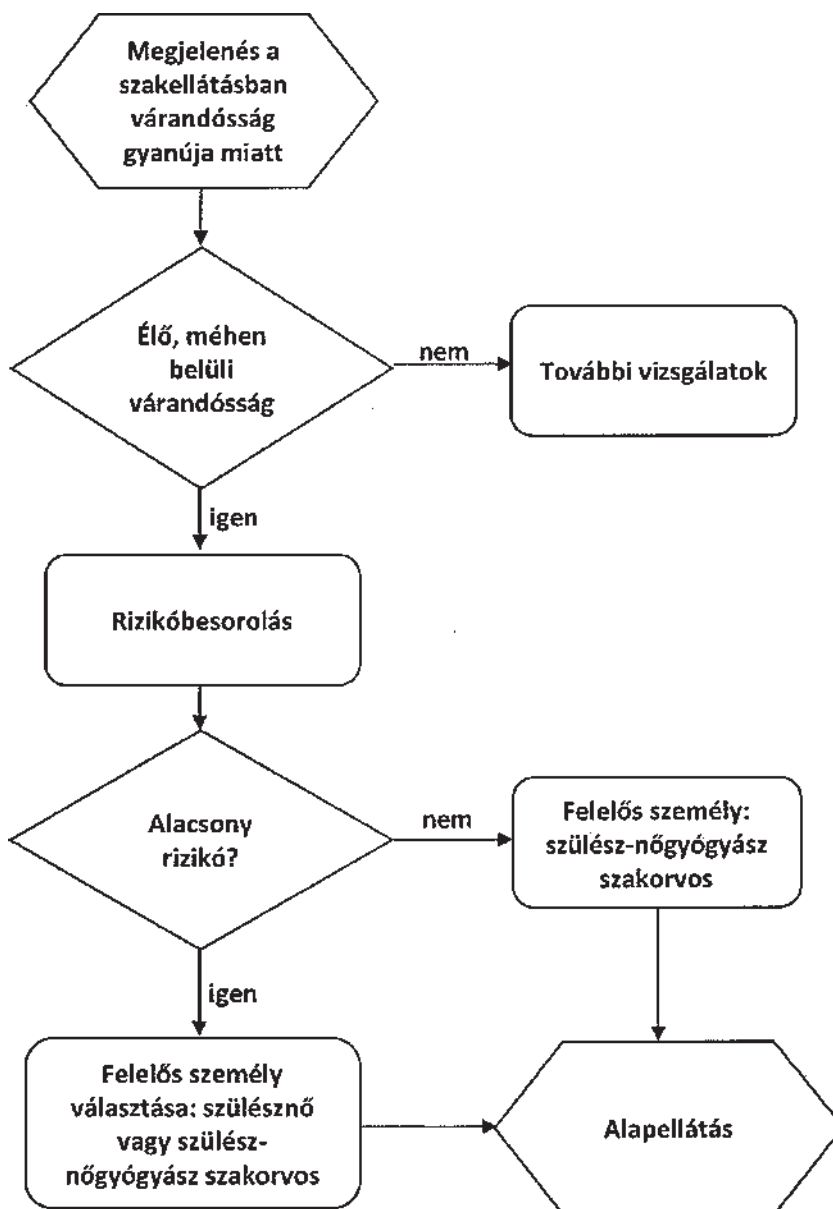 Megjelenés a
szakellátásban
várandósság
gyanúja miatt
Élő, méhen
belüli
várandósság
nem
További vizsgálatok
igen
Rizikóbesorolás
Alacsony
rizikó?
nem
Felelős személy:
szülész-nőgyógyász
szakorvos
igen
Felelős személy
választása: szülésznő
vagy szülész-
nőgyógyász szakorvos
Alapellátás